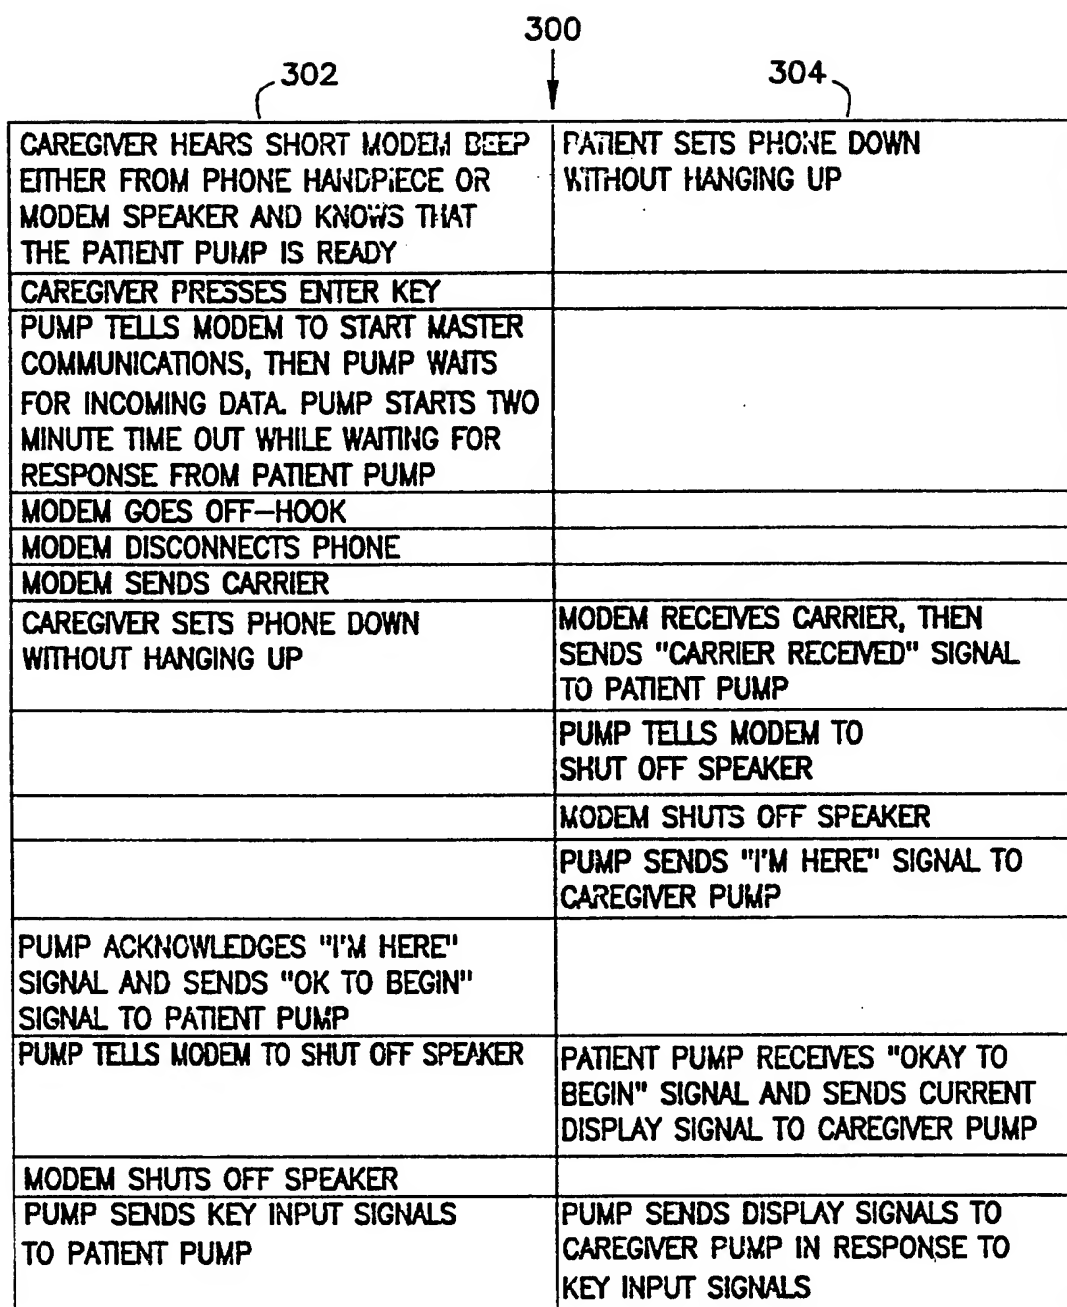 300
302
304
CAREGIVER HEARS SHORT MODEM BEEP
EITHER FROM PHONE HANDPIECE OR
MODEM SPEAKER AND KNOWS THAT
THE PATIENT PUMP IS READY
PATIENT SETS PHONE DOWN
WITHOUT HANGING UP
CAREGIVER PRESSES ENTER KEY
PUMP TELLS MODEM TO START MASTER
COMMUNICATIONS, THEN PUMP WAITS
FOR INCOMING DATA. PUMP STARTS TWO
MINUTE TIME OUT WHILE WAITING FOR
RESPONSE FROM PATIENT PUMP
MODEM GOES OFF-HOOK
MODEM DISCONNECTS PHONE
MODEM SENDS CARRIER
CAREGIVER SETS PHONE DOWN
WITHOUT HANGING UP
MODEM RECEIVES CARRIER, THEN
SENDS "CARRIER RECEIVED" SIGNAL
TO PATIENT PUMP
PUMP TELLS MODEM TO
SHUT OFF SPEAKER
MODEM SHUTS OFF SPEAKER
PUMP SENDS "I'M HERE" SIGNAL TO
CAREGIVER PUMP
PUMP ACKNOWLEDGES "I'M HERE"
SIGNAL AND SENDS "OK TO BEGIN"
SIGNAL TO PATIENT PUMP
PUMP TELLS MODEM TO SHUT OFF SPEAKER
PATIENT PUMP RECEIVES "OKAY TO
BEGIN" SIGNAL AND SENDS CURRENT
DISPLAY SIGNAL TO CAREGIVER PUMP
MODEM SHUTS OFF SPEAKER
PUMP SENDS KEY INPUT SIGNALS
TO PATIENT PUMP
PUMP SENDS DISPLAY SIGNALS TO
CAREGIVER PUMP IN RESPONSE TO
KEY INPUT SIGNALS